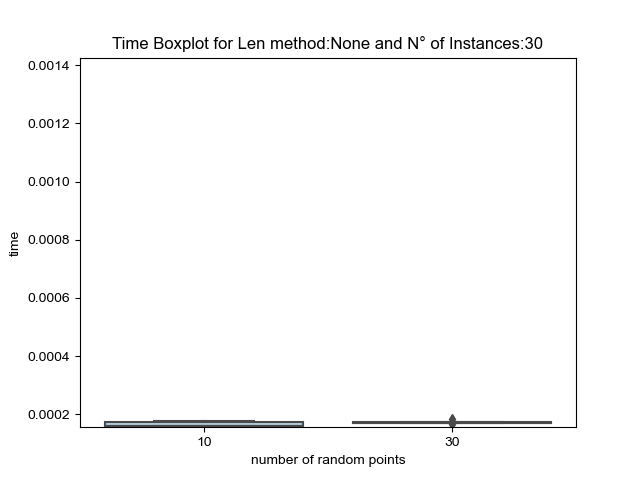 Time Boxplot for Len method:None and N° of Instances:30
0.0014
0.0012
0.0010
0.0008
0.0006
0.0004
0.0002
time
10 30
number of random points